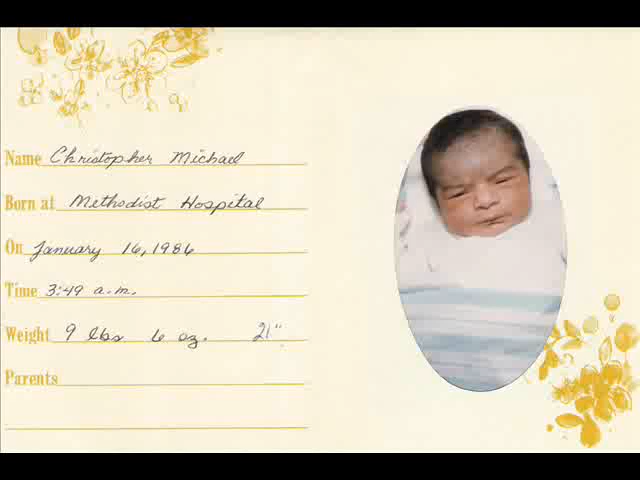 Name Christopher Michael
Born at Methodist Hospital
On January 16, 1986
Time 3:49 a.m.
Weight 9 lbs 6 oz. 21"
Parents